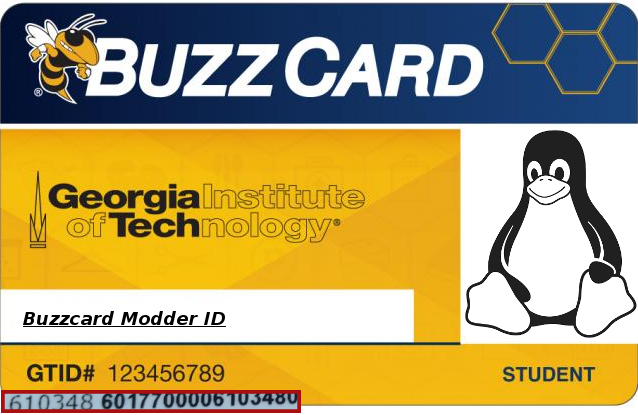 BUZZCARD
®
Georgia Institute
of Technology®
Buzzcard Modder ID
GTID# 123456789
STUDENT
610348 6017700006103480